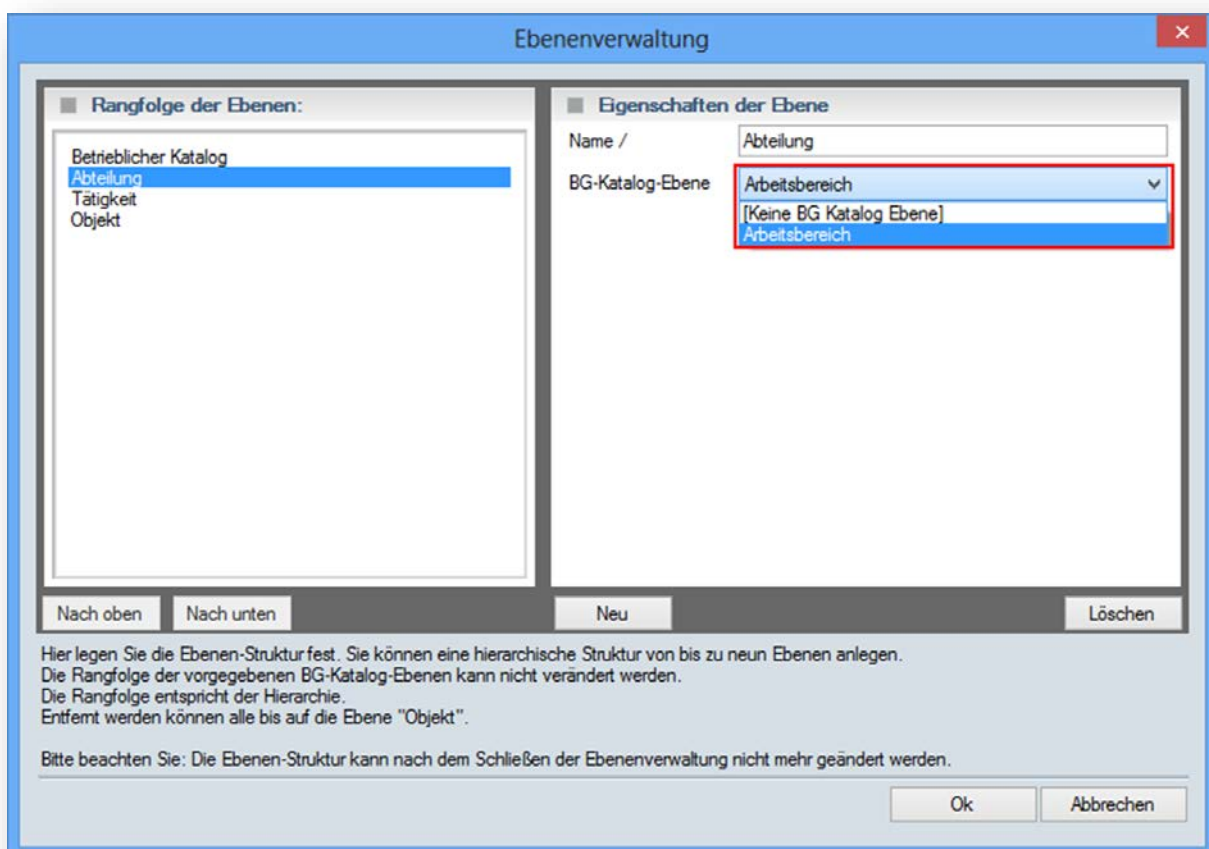 Ebenenverwaltung
Rangfolge der Ebenen:
Betrieblicher Katalog
Abteilung
Tätigkeit
Objekt
Eigenschaften der Ebene
Name /
Abteilung
BG-Katalog-Ebene
Arbeitsbereich
[Keine BG Katalog Ebene]
Arbeitsbereich
Nach oben
Nach unten
Neu
Löschen
Hier legen Sie die Ebenen-Struktur fest. Sie können eine hierarchische Struktur von bis zu neun Ebenen anlegen.
Die Rangfolge der vorgegebenen BG-Katalog-Ebenen kann nicht verändert werden.
Die Rangfolge entspricht der Hierarchie.
Entfernt werden können alle bis auf die Ebene "Objekt".
Bitte beachten Sie: Die Ebenen-Struktur kann nach dem Schließen der Ebenenverwaltung nicht mehr geändert werden.
Ok
Abbrechen